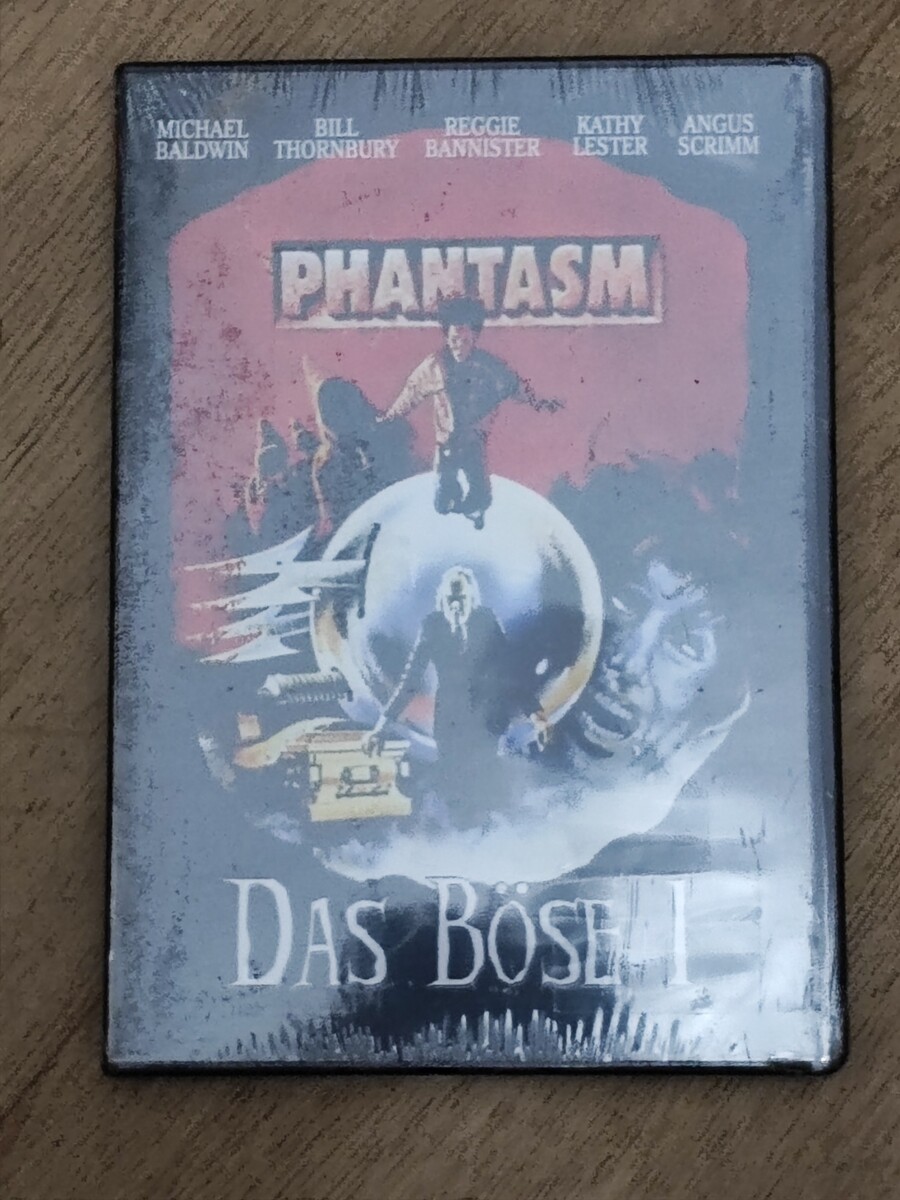 MICHAEL BALDWIN
BILL THORNBURY
REGGIE BANNISTER
KATHY LESTER
ANGUS SCRIMM
PHANTASM
DAS BÖSE I